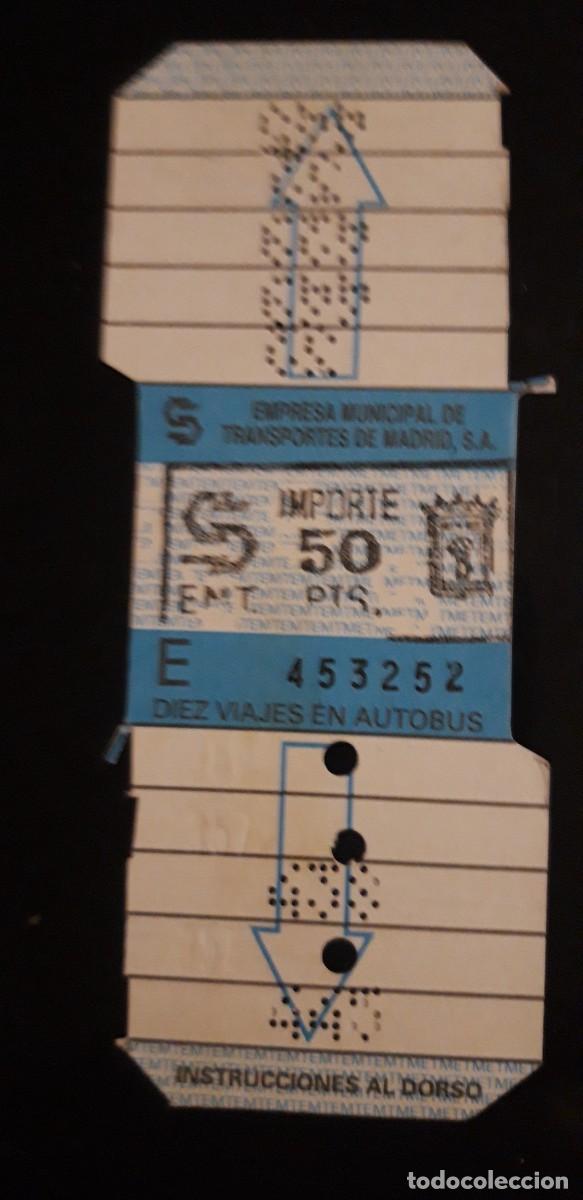 EMPRESA MUNICIPAL DE
TRANSPORTES DE MADRID, S.A.
IMPORTE
50
EMT. PTS.
E 453252
DIEZ VIAJES EN AUTOBUS
INSTRUCCIONES AL DORSO
todocoleccion